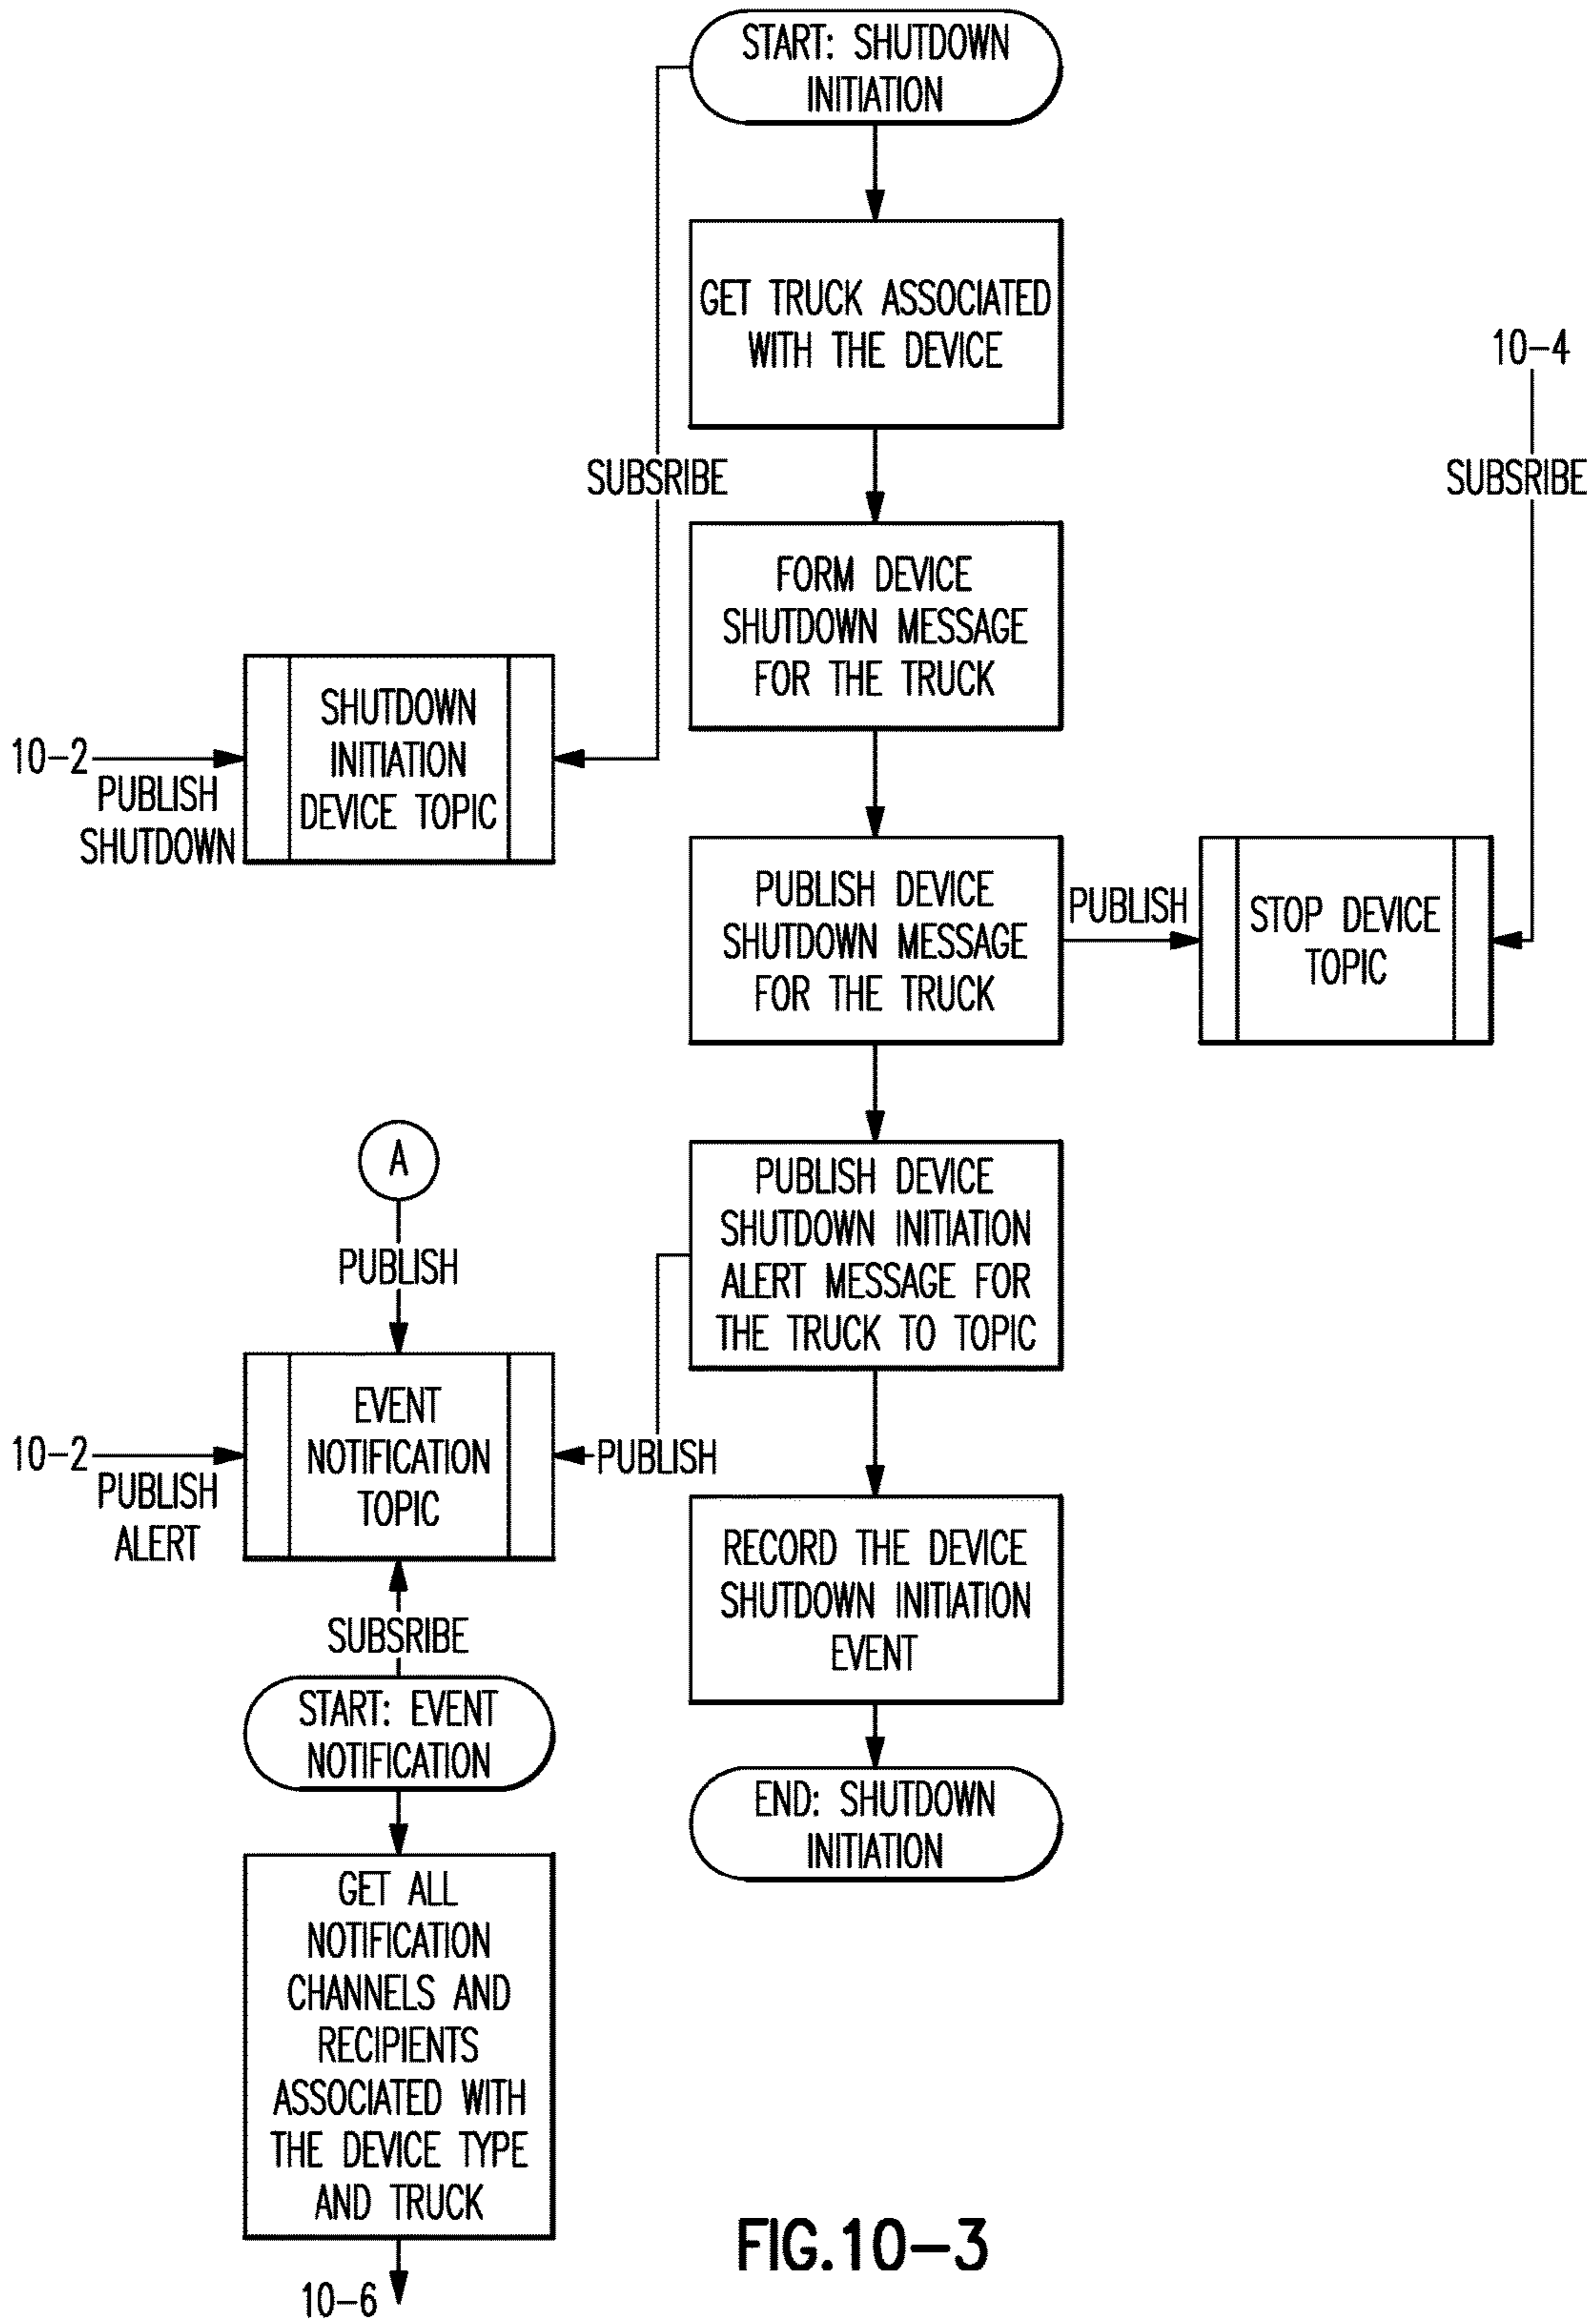 START: SHUTDOWN
INITIATION
GET TRUCK ASSOCIATED
WITH THE DEVICE
10-4
SUBSRIBE
SUBSRIBE
FORM DEVICE
SHUTDOWN MESSAGE
FOR THE TRUCK
SHUTDOWN
INITIATION
DEVICE TOPIC
10-2
PUBLISH
SHUTDOWN
PUBLISH DEVICE
SHUTDOWN MESSAGE
FOR THE TRUCK
PUBLISH
STOP DEVICE
TOPIC
A
PUBLISH
PUBLISH DEVICE
SHUTDOWN INITIATION
ALERT MESSAGE FOR
THE TRUCK TO TOPIC
EVENT
NOTIFICATION
TOPIC
10-2
PUBLISH
ALERT
PUBLISH
RECORD THE DEVICE
SHUTDOWN INITIATION
EVENT
SUBSRIBE
START: EVENT
NOTIFICATION
END: SHUTDOWN
INITIATION
GET ALL
NOTIFICATION
CHANNELS AND
RECIPIENTS
ASSOCIATED WITH
THE DEVICE TYPE
AND TRUCK
10-6
FIG.10-3